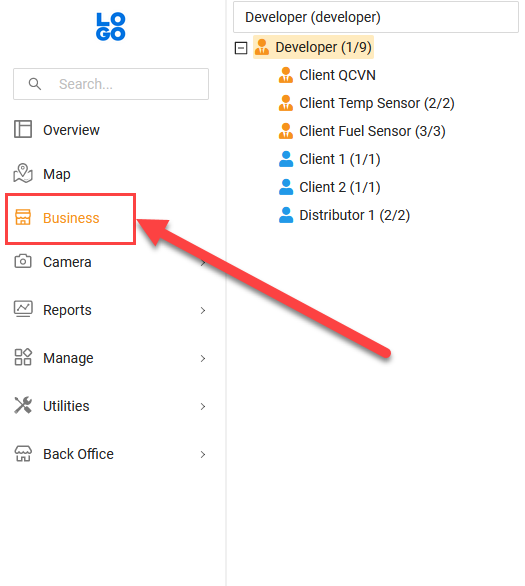 LO
GO
Search...
Overview
Map
Business
Camera
Reports
Manage
Utilities
Back Office
Developer (developer)
Developer (1/9)
Client QCVN
Client Temp Sensor (2/2)
Client Fuel Sensor (3/3)
Client 1 (1/1)
Client 2 (1/1)
Distributor 1 (2/2)